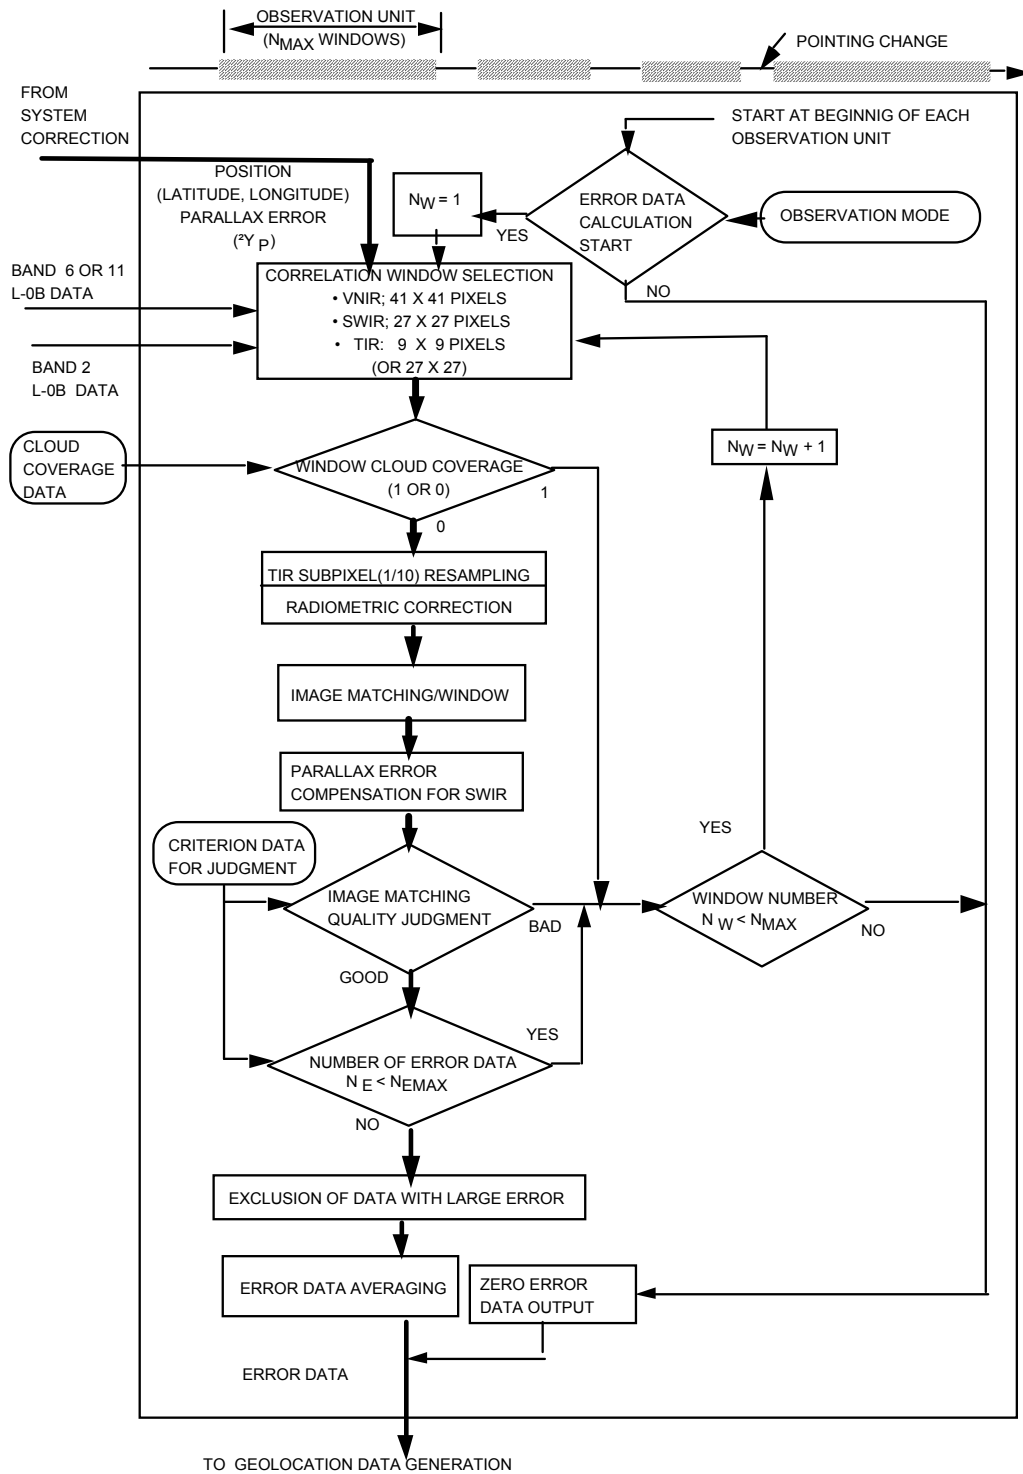 OBSERVATION UNIT
(NMAX WINDOWS)
POINTING CHANGE
FROM
SYSTEM
CORRECTION
START AT BEGINNIG OF EACH
OBSERVATION UNIT
POSITION
(LATITUDE, LONGITUDE)
PARALLAX ERROR
(²Y P)
NW = 1
YES
ERROR DATA
CALCULATION
START
OBSERVATION MODE
NO
BAND 6 OR 11
L-0B DATA
CORRELATION WINDOW SELECTION
• VNIR; 41 X 41 PIXELS
• SWIR; 27 X 27 PIXELS
• TIR: 9 X 9 PIXELS
(OR 27 X 27)
BAND 2
L-0B DATA
CLOUD
COVERAGE
DATA
WINDOW CLOUD COVERAGE
(1 OR 0)
1
0
NW = NW + 1
TIR SUBPIXEL(1/10) RESAMPLING
RADIOMETRIC CORRECTION
IMAGE MATCHING/WINDOW
PARALLAX ERROR
COMPENSATION FOR SWIR
YES
CRITERION DATA
FOR JUDGMENT
IMAGE MATCHING
QUALITY JUDGMENT
BAD
WINDOW NUMBER
N W < NMAX
NO
GOOD
YES
NUMBER OF ERROR DATA
N E < NEMAX
NO
EXCLUSION OF DATA WITH LARGE ERROR
ERROR DATA AVERAGING
ZERO ERROR
DATA OUTPUT
ERROR DATA
TO GEOLOCATION DATA GENERATION